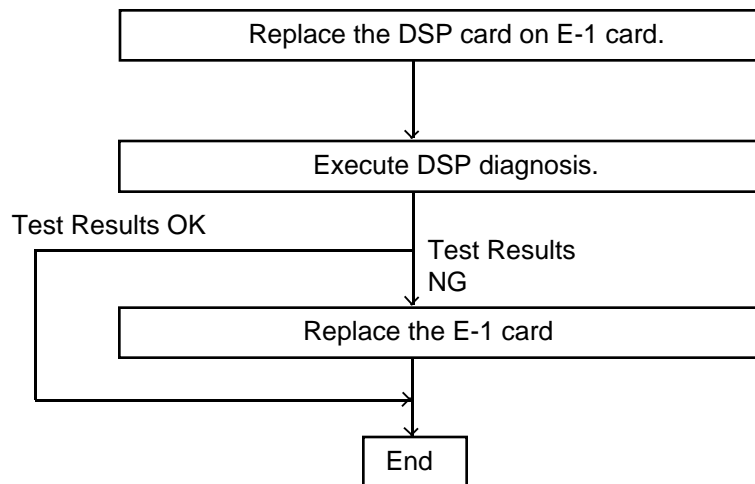 Replace the DSP card on E-1 card.
Execute DSP diagnosis.
Test Results OK
Test Results
NG
Replace the E-1 card
End